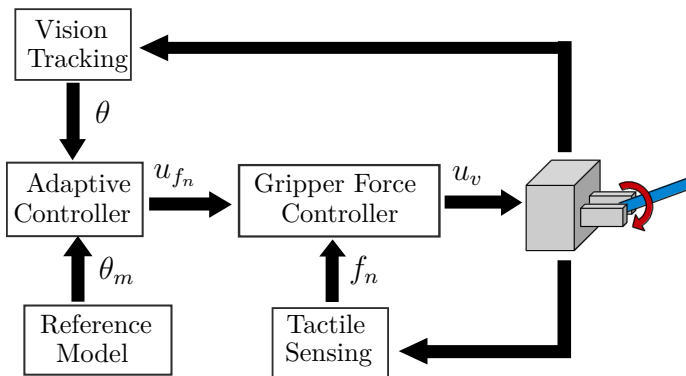 Vision
Tracking
θ
Adaptive
Controller
u_{f_n}
Gripper Force
Controller
u_v
θ_m
f_n
Reference
Model
Tactile
Sensing